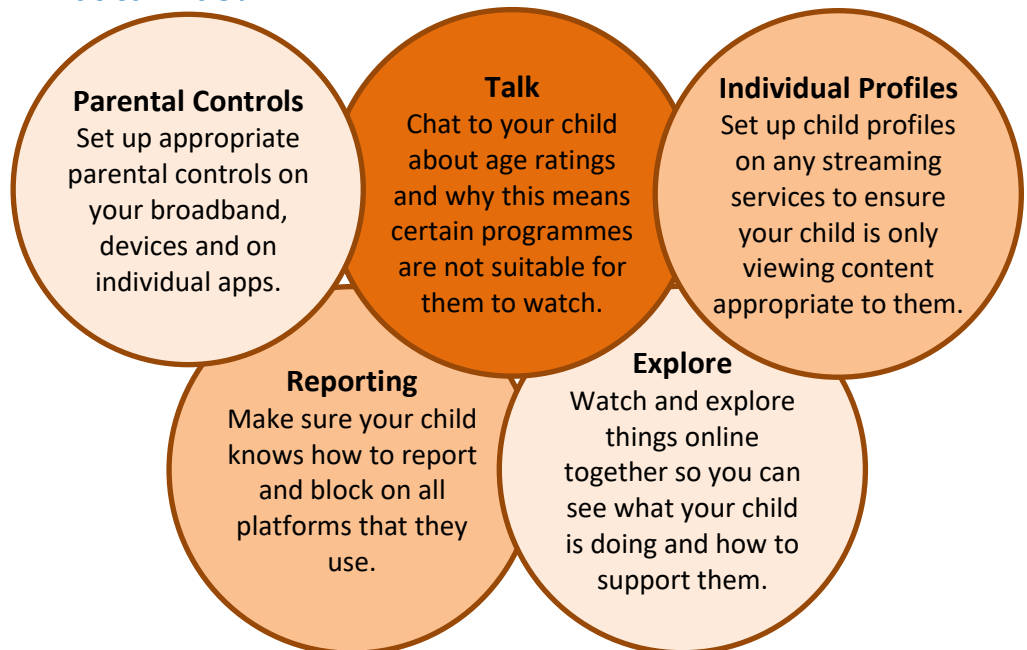 Parental Controls
Set up appropriate
parental controls on
your broadband,
devices and on
individual apps.
Talk
Chat to your child
about age ratings
and why this means
certain programmes
are not suitable for
them to watch.
Individual Profiles
Set up child profiles
on any streaming
services to ensure
your child is only
viewing content
appropriate to them.
Reporting
Make sure your child
knows how to report
and block on all
platforms that they
use.
Explore
Watch and explore
things online
together so you can
see what your child
is doing and how to
support them.